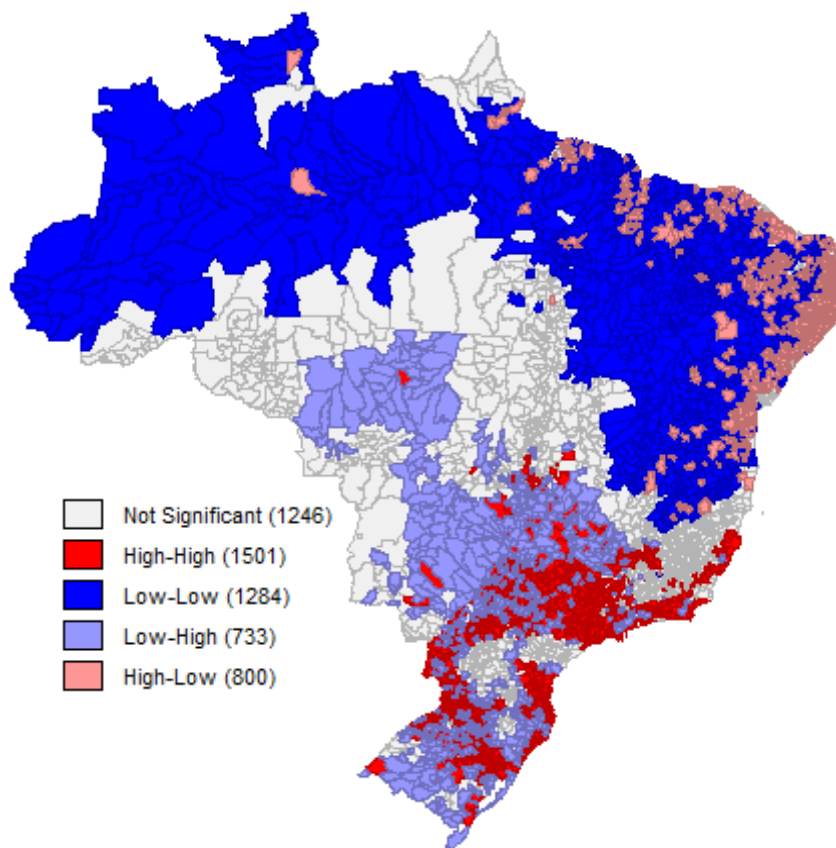 Not Significant (1246)
High-High (1501)
Low-Low (1284)
Low-High (733)
High-Low (800)